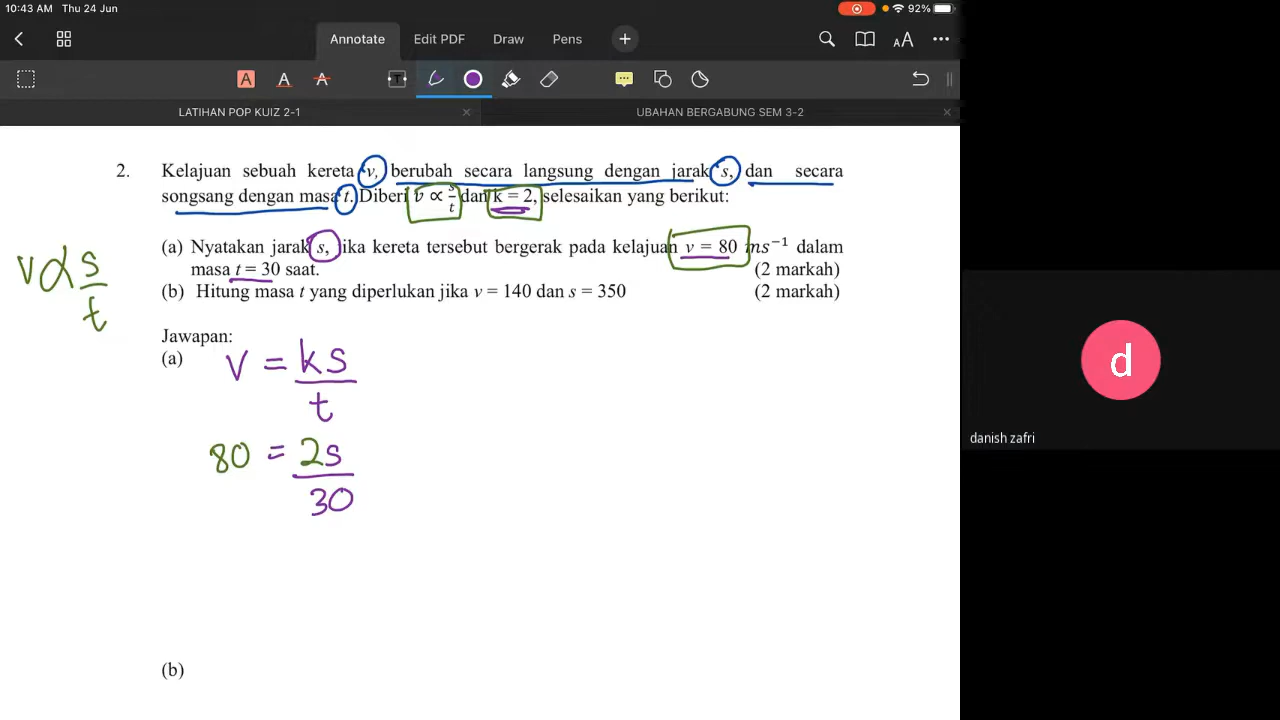 10:43 AM Thu 24 Jun 92%
Annotate Edit PDF Draw Pens AA
A A A T
LATIHAN POP KUIZ 2-1 UBAHAN BERGABUNG SEM 3-2
2. Kelajuan sebuah kereta v, berubah secara langsung dengan jarak s, dan secara
songsang dengan masa t. Diberi v ∝ s/t dan k = 2, selesaikan yang berikut:
(a) Nyatakan jarak s, jika kereta tersebut bergerak pada kelajuan v = 80 ms⁻¹ dalam
masa t = 30 saat. (2 markah)
(b) Hitung masa t yang diperlukan jika v = 140 dan s = 350 (2 markah)
v ∝ s/t
Jawapan:
(a) v = ks/t
80 = 2s/30
(b)
d
danish zafri